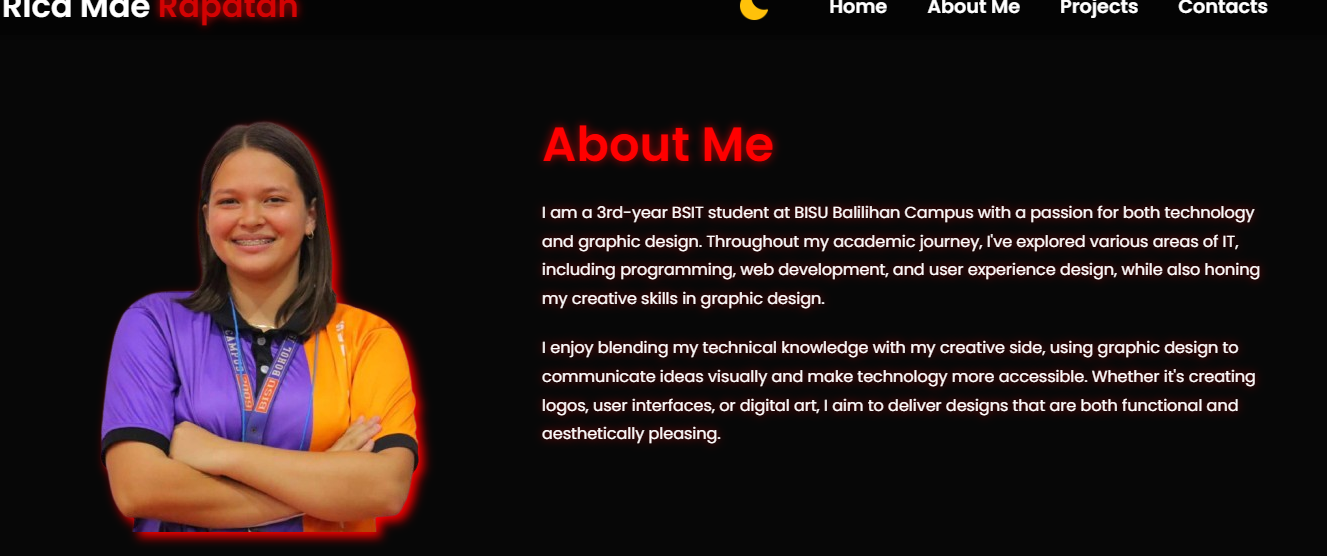 Rica Mae Rapatan
Home About Me Projects Contacts
About Me
I am a 3rd-year BSIT student at BISU Balilihan Campus with a passion for both technology
and graphic design. Throughout my academic journey, I've explored various areas of IT,
including programming, web development, and user experience design, while also honing
my creative skills in graphic design.
I enjoy blending my technical knowledge with my creative side, using graphic design to
communicate ideas visually and make technology more accessible. Whether it's creating
logos, user interfaces, or digital art, I aim to deliver designs that are both functional and
aesthetically pleasing.
CAMPUS
BISU BOHOL